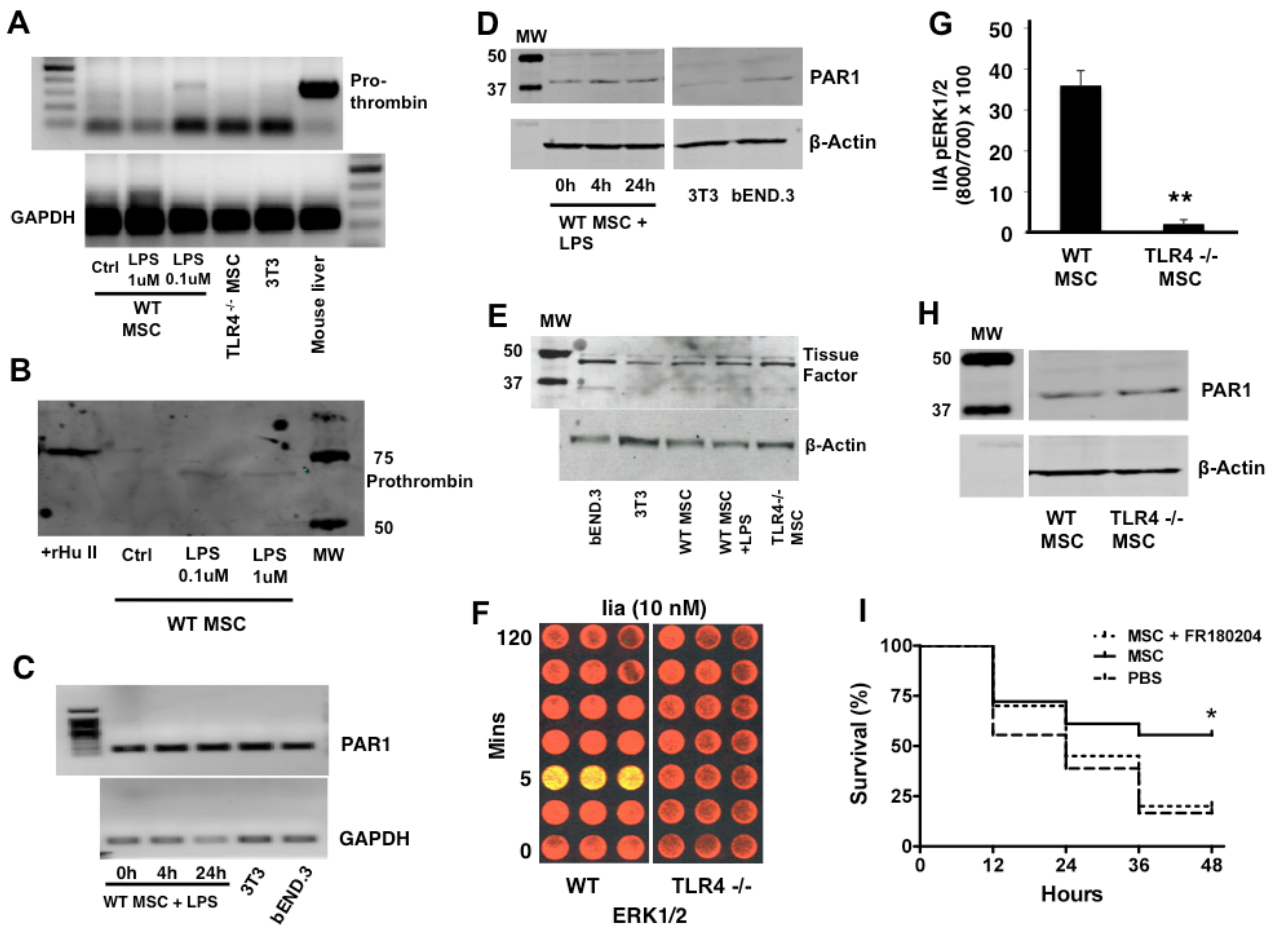 A
Pro-
thrombin
GAPDH
Ctrl
LPS
1uM
LPS
0.1uM
TLR4 -/- MSC
3T3
Mouse liver
WT
MSC
B
75
Prothrombin
50
+rHu II
Ctrl
LPS
0.1uM
LPS
1uM
MW
WT MSC
C
PAR1
GAPDH
0h 4h 24h
WT MSC + LPS
3T3
bEND.3
D
MW
50
37
PAR1
β-Actin
0h 4h 24h
3T3 bEND.3
WT MSC +
LPS
E
MW
50
37
Tissue
Factor
β-Actin
bEND.3
3T3
WT MSC
WT MSC
+LPS
TLR4-/-
MSC
F
Iia (10 nM)
120
Mins
5
0
WT TLR4 -/-
ERK1/2
G
IIA pERK1/2
(800/700) x 100
50
40
30
20
10
0
**
WT
MSC
TLR4 -/-
MSC
H
MW
50
37
PAR1
β-Actin
WT
MSC
TLR4 -/-
MSC
I
MSC + FR180204
MSC
PBS
Survival (%)
100
75
50
25
0
*
0 12 24 36 48
Hours